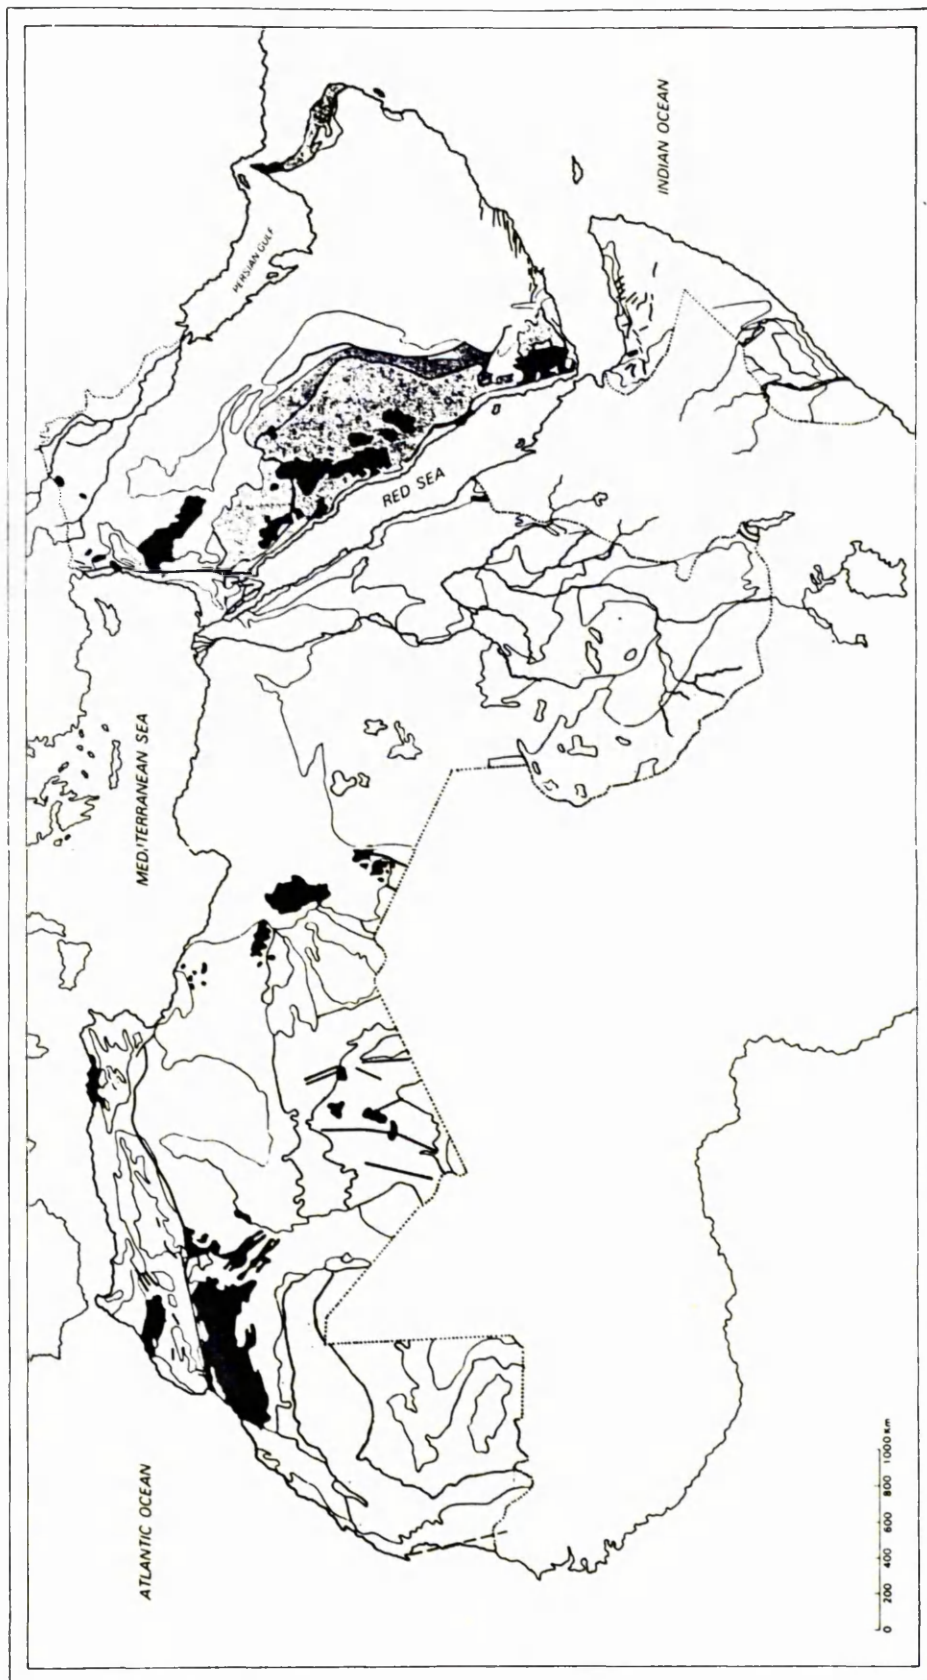 ATLANTIC OCEAN
MEDITERRANEAN SEA
PERSIAN GULF
RED SEA
INDIAN OCEAN
0 200 400 600 800 1000 Km